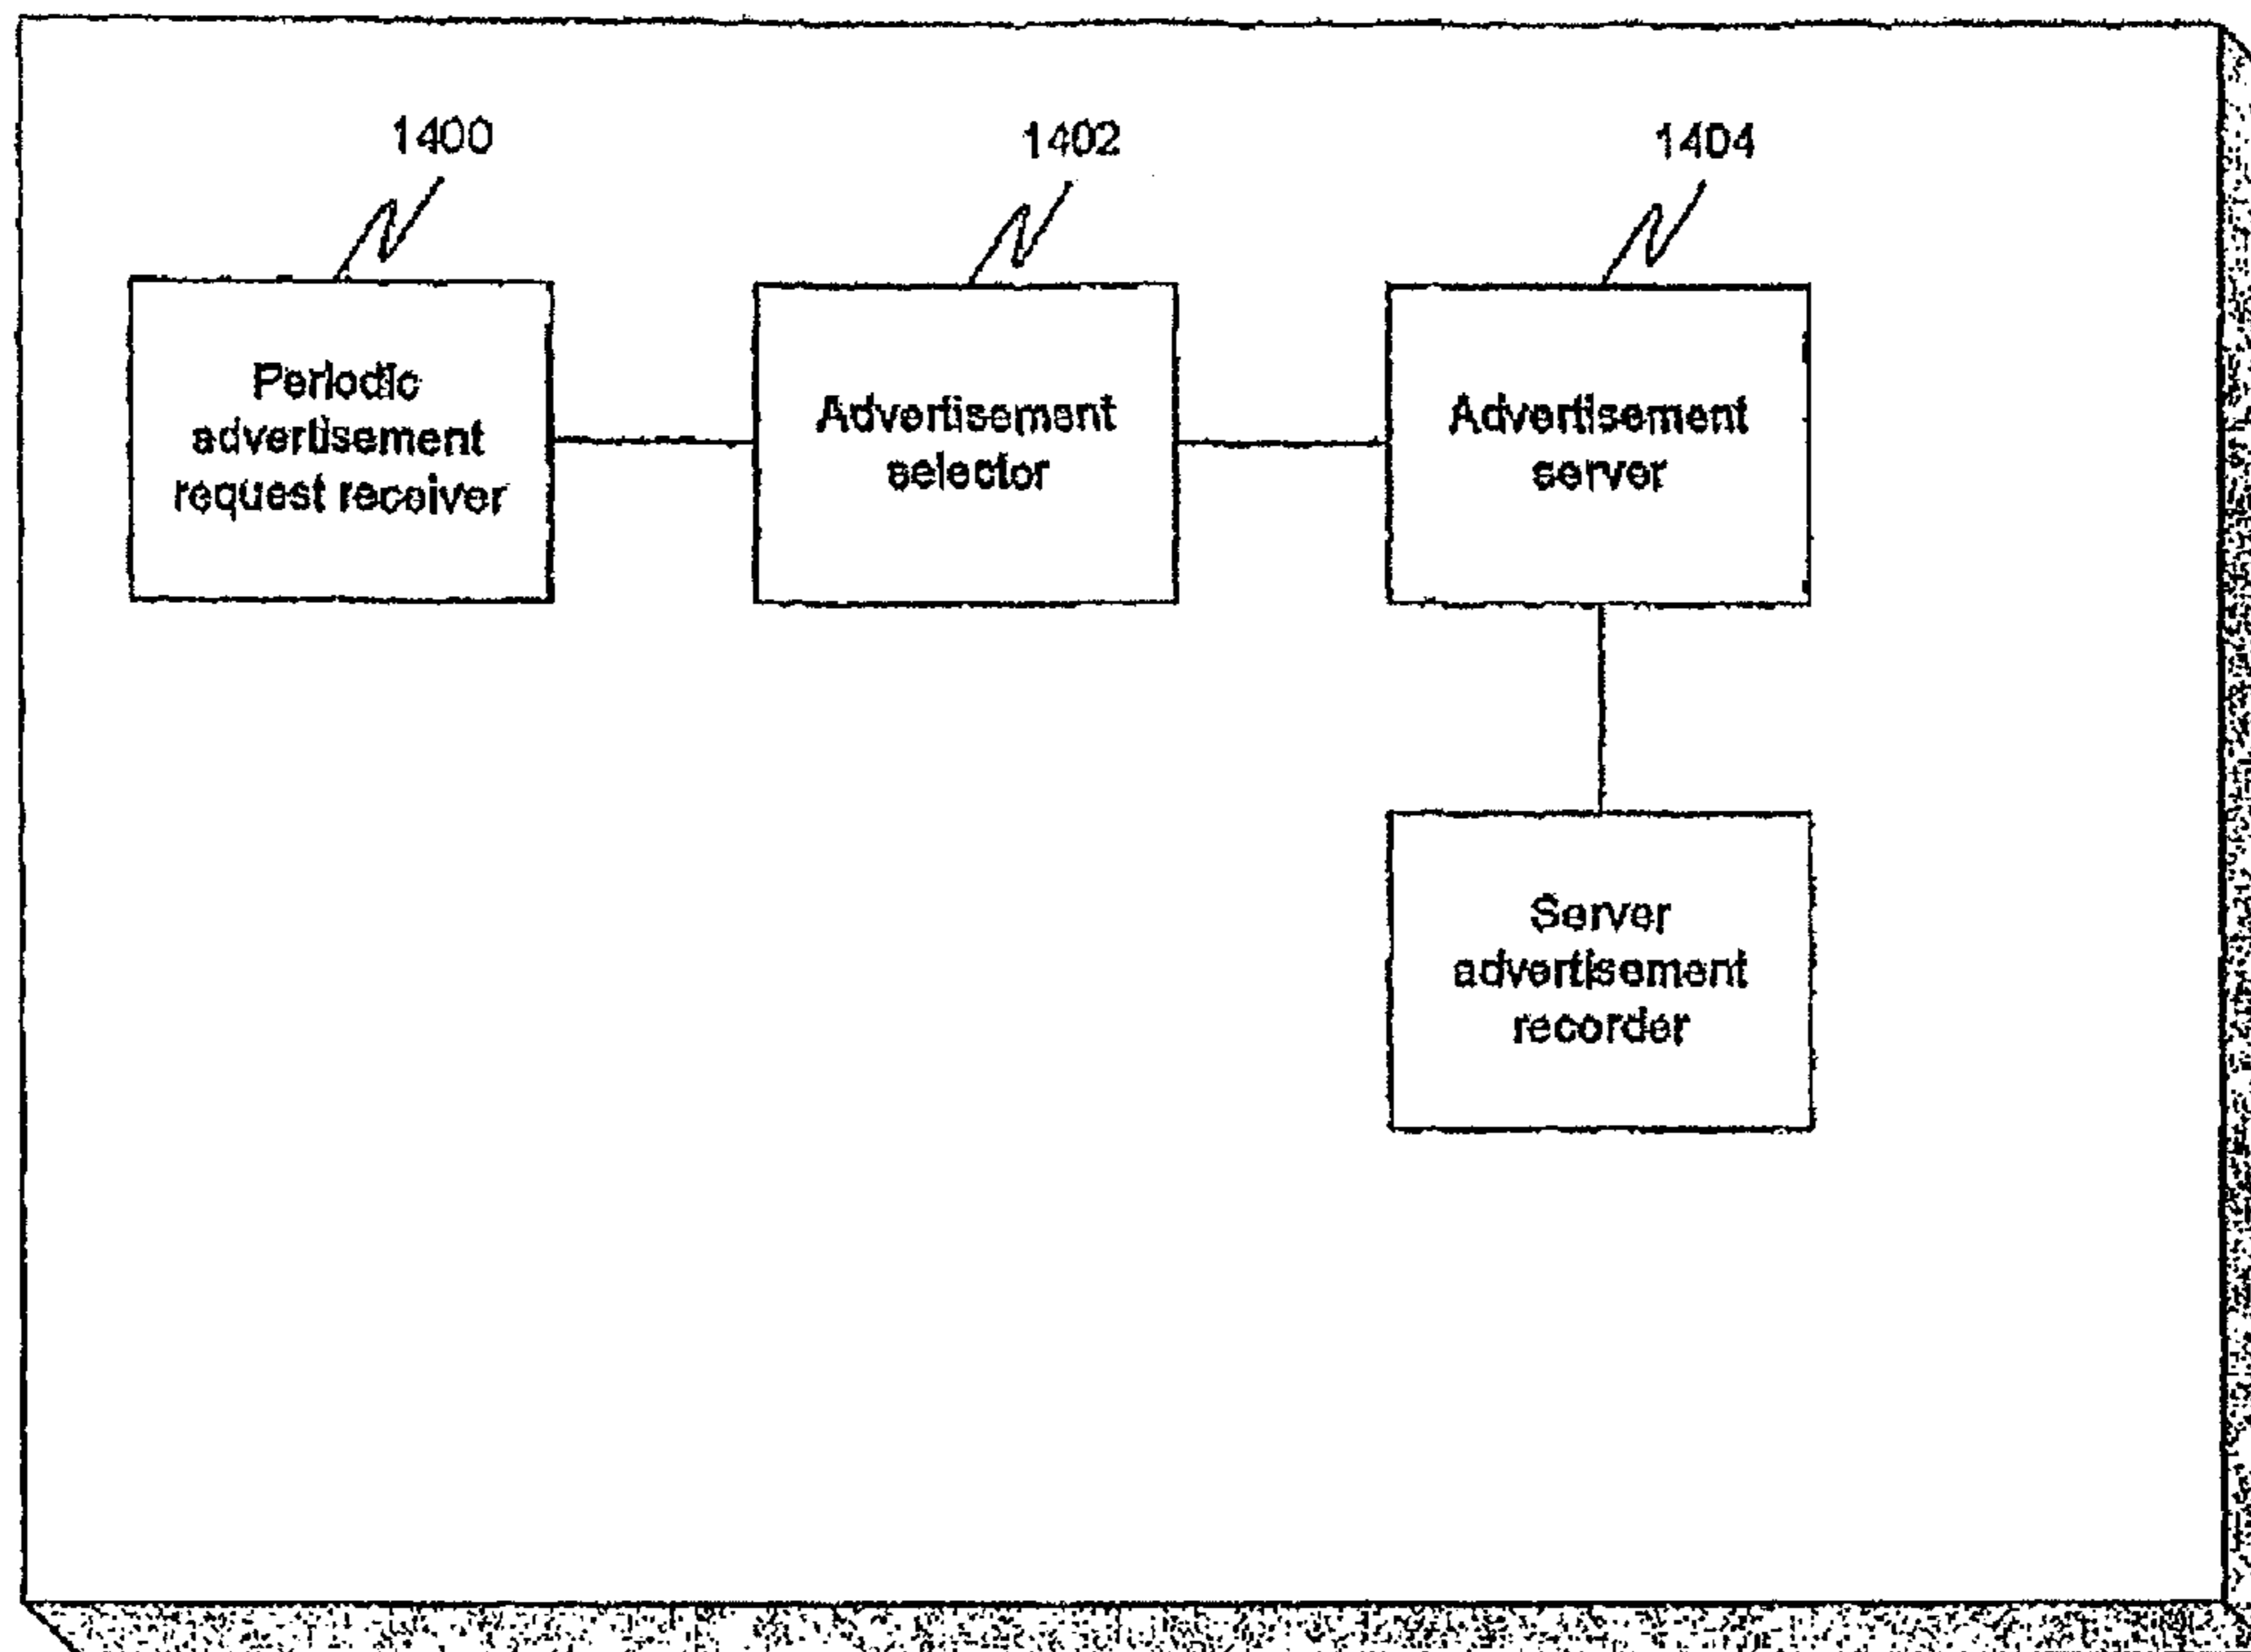 1400
1402
1404
Periodic
advertisement
request receiver
Advertisement
selector
Advertisement
server
Server
advertisement
recorder